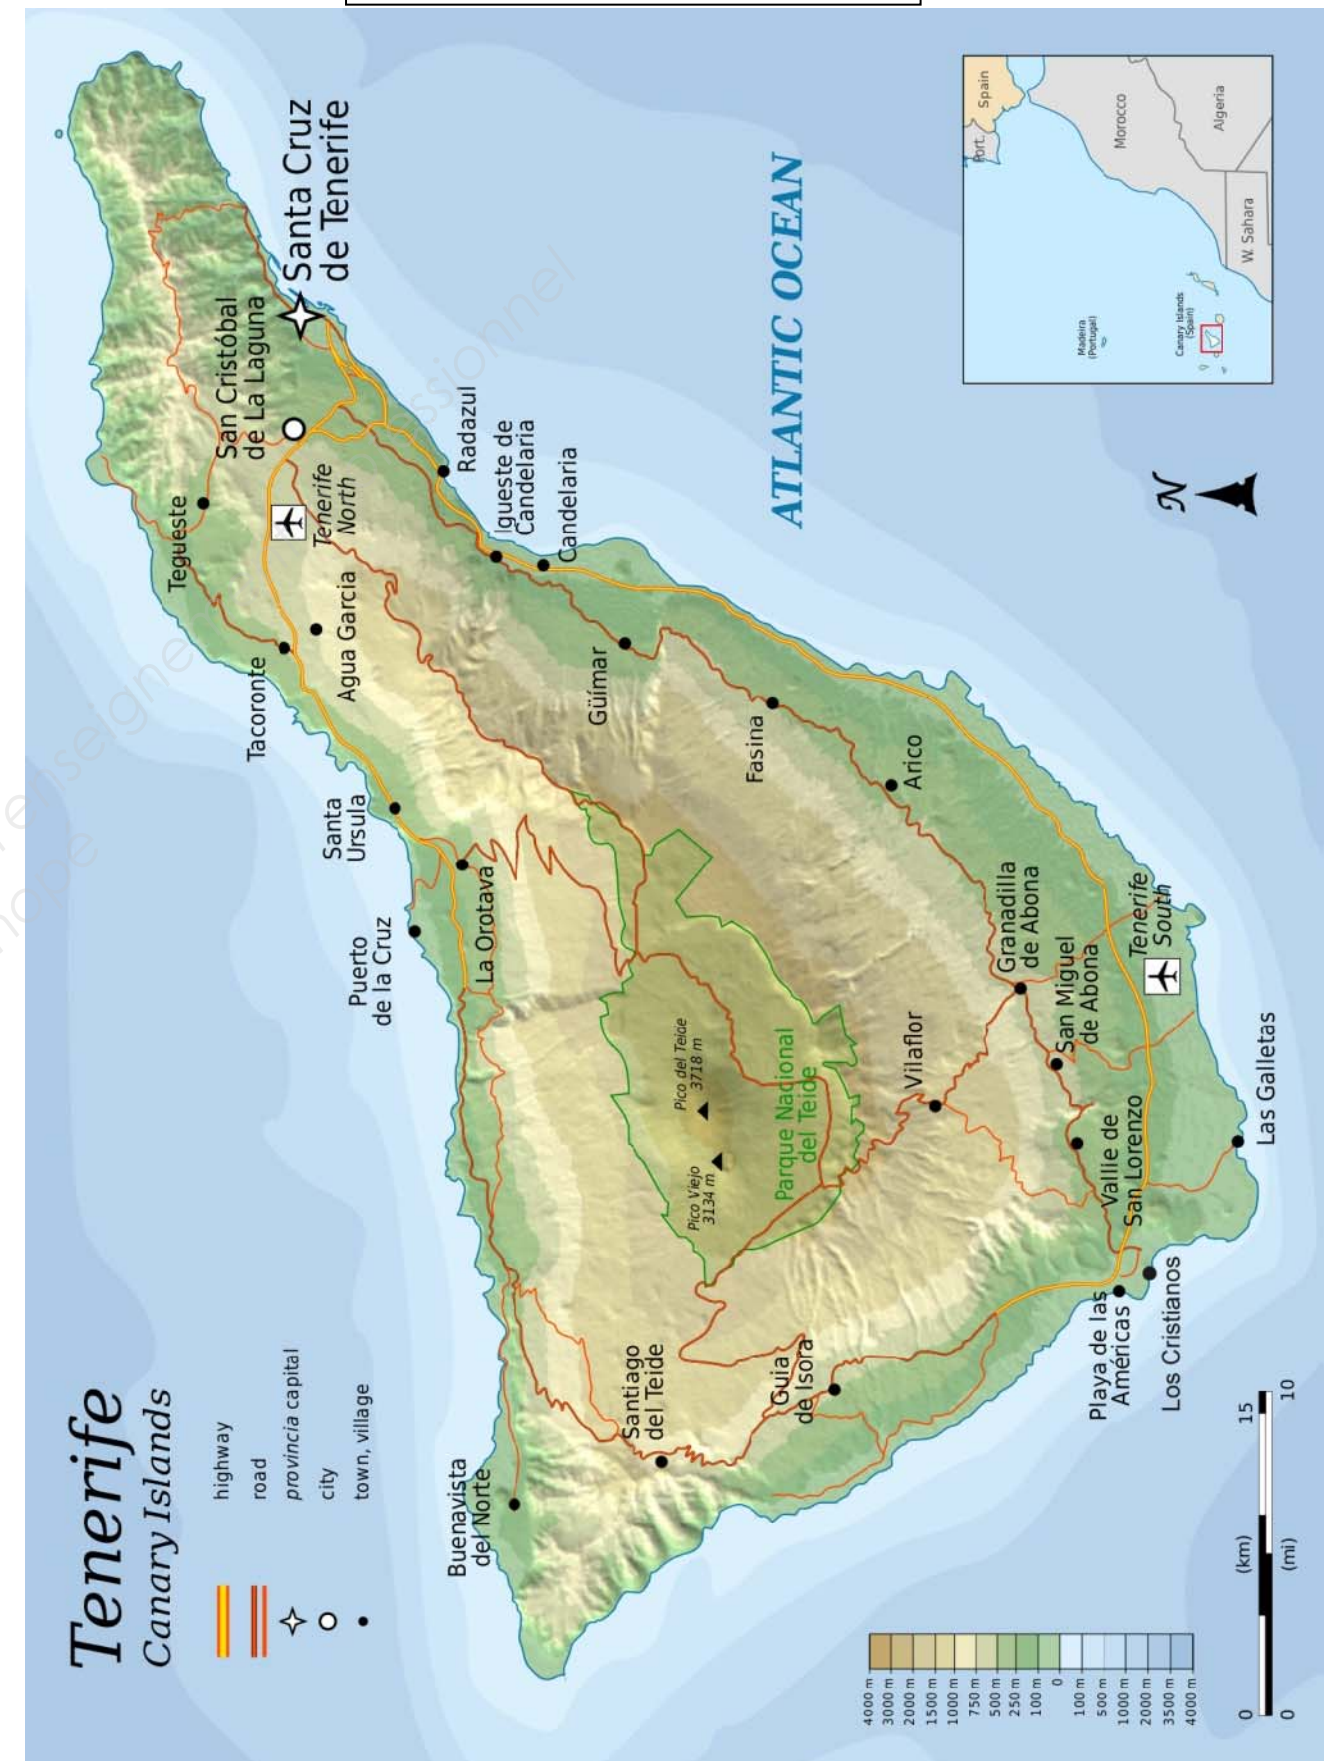 Tenerife
Canary Islands
highway
road
provincia capital
city
town, village
Santa Cruz
de Tenerife
San Cristóbal
de La Laguna
Tegueste
Tenerife
North
Radazul
Igueste de
Candelaria
Candelaria
Tacoronte
Agua Garcia
Güímar
Santa
Ursula
Fasina
Arico
Puerto
de la Cruz
La Orotava
Granadilla
de Abona
San Miguel
de Abona
Tenerife
South
Pico del Teide
3718 m
Pico Viejo
3134 m
Parque Nacional
del Teide
Vilaflor
Vallie de
San Lorenzo
Las Galletas
Buenavista
del Norte
Santiago
del Teide
Guia
de Isora
Playa de las
Américas
Los Cristianos
ATLANTIC OCEAN
N
Port.
Spain
Morocco
Algeria
W. Sahara
Madeira
(Portugal)
Canary Islands
(Spain)
4000 m
3000 m
2000 m
1500 m
1000 m
750 m
500 m
250 m
100 m
0
100 m
500 m
1000 m
2000 m
3000 m
4000 m
0 (km) 15
0 (mi) 10